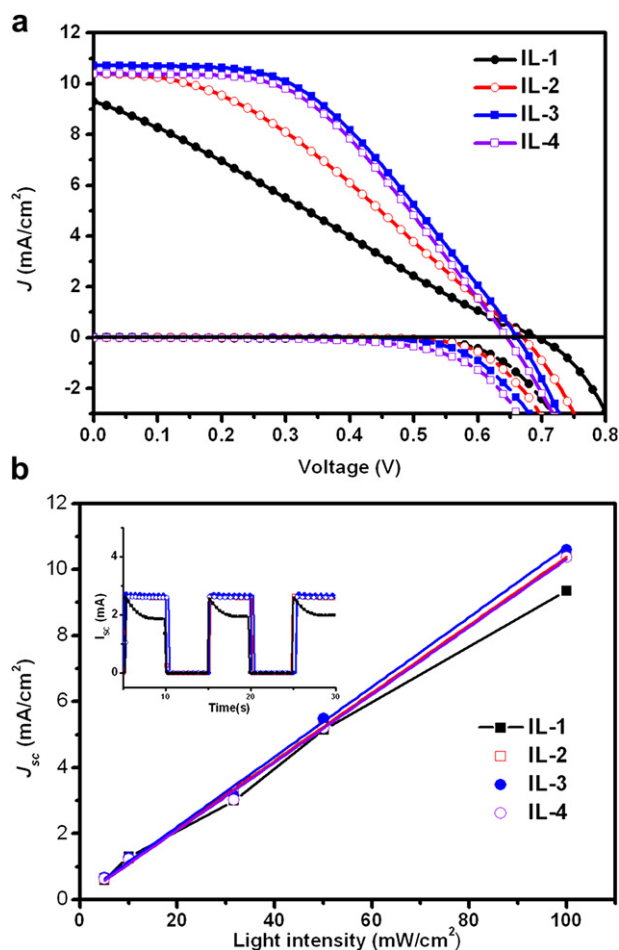 a
12
10
8
6
4
2
0
-2
J (mA/cm²)
IL-1
IL-2
IL-3
IL-4
0.0 0.1 0.2 0.3 0.4 0.5 0.6 0.7 0.8
Voltage (V)
b
12
10
8
6
4
2
0
Jsc (mA/cm²)
4
2
0
Isc (mA)
5 10 15 20 25 30
Time(s)
IL-1
IL-2
IL-3
IL-4
0 20 40 60 80 100
Light intensity (mW/cm²)